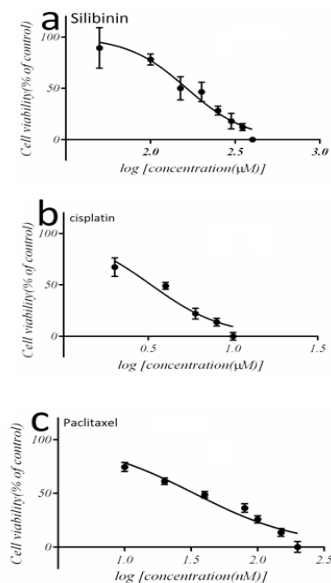 a Silibinin
Cell viability(% of control)
100
50
0
2.0 2.5 3.0
log [concentration(μM)]
b cisplatin
Cell viability(% of control)
100
50
0
0.5 1.0 1.5
log [concentration(μM)]
c Paclitaxel
Cell viability(% of control)
100
50
0
1.0 1.5 2.0 2.5
log [concentration(nM)]